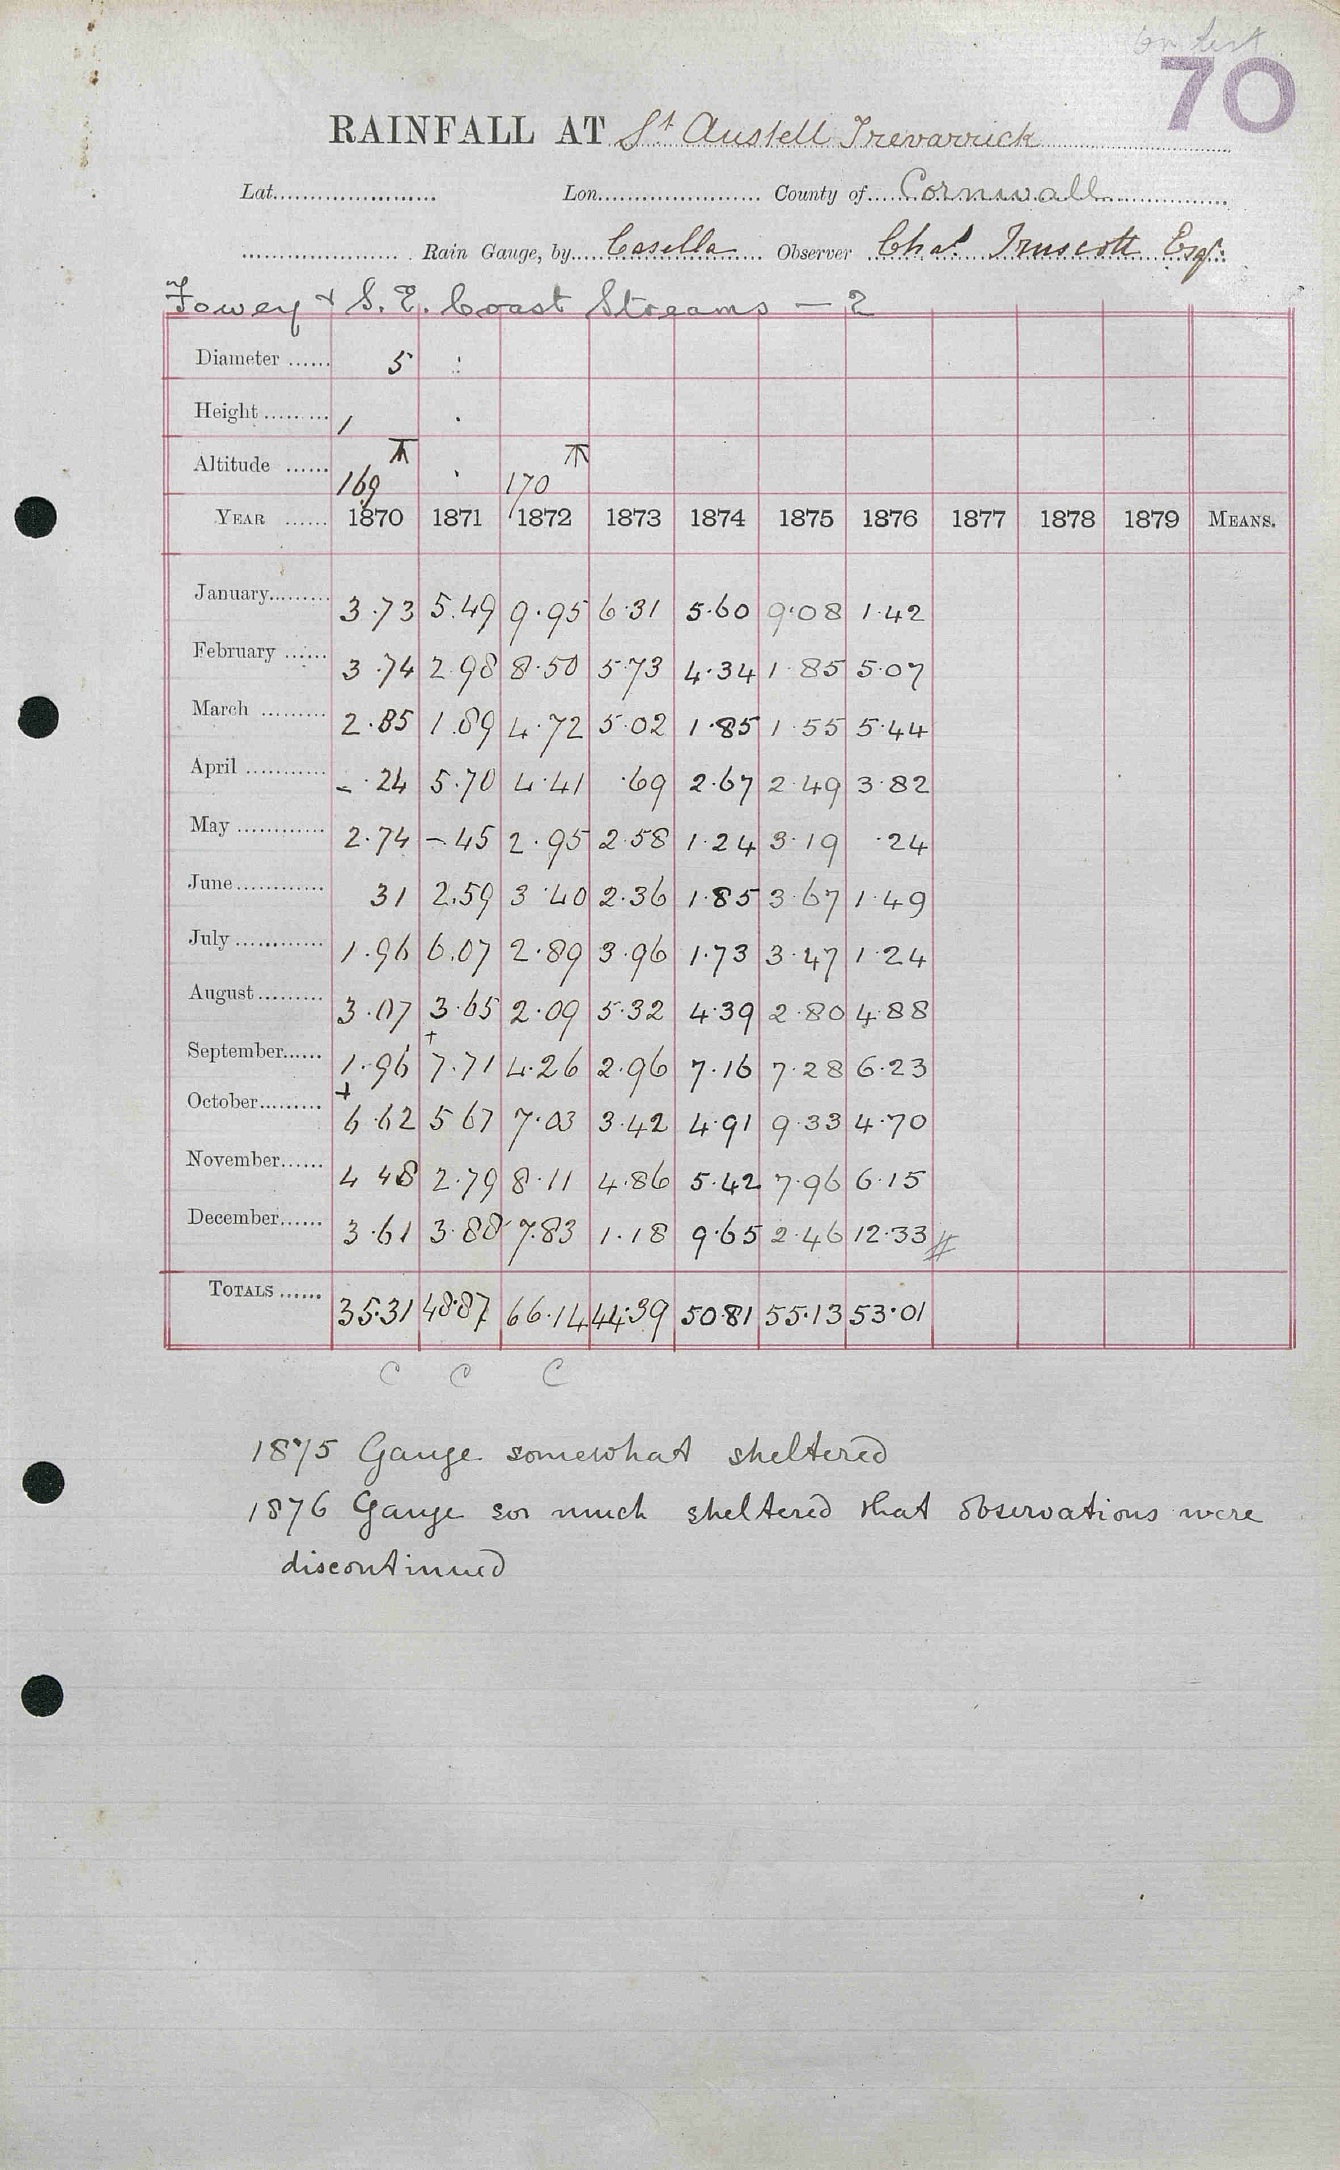 on list
70
RAINFALL AT St Austell Trevarrick
Lat. Lon. County of Cornwall
Rain Gauge, by Casella Observer Chas. Truscott Esqr.
Fowey & S. E. Coast Streams — 2
Diameter 5 :
Height 1 .
Altitude 169 . 170
YEAR 1870 1871 1872 1873 1874 1875 1876 1877 1878 1879 MEANS.
January 3.73 5.49 9.95 6.31 5.60 9.08 1.42
February 3.74 2.98 8.50 5.73 4.34 1.85 5.07
March 2.85 1.89 4.72 5.02 1.85 1.55 5.44
April - .24 5.70 4.41 .69 2.67 2.49 3.82
May 2.74 - .45 2.95 2.58 1.24 3.19 .24
June 31 2.59 3.40 2.36 1.85 3.67 1.49
July 1.96 6.07 2.89 3.96 1.73 3.47 1.24
August 3.07 3.65 2.09 5.32 4.39 2.80 4.88
September 1.96 + 7.71 4.26 2.96 7.16 7.28 6.23
October + 6.62 5 67 7.03 3.42 4.91 9.33 4.70
November 4 48 2.79 8.11 4.86 5.42 7.96 6.15
December 3.61 3.88 7.83 1.18 9.65 2.46 12.33 #
TOTALS 35.31 48.87 66.14 44.39 50.81 55.13 53.01
C C C
1875 Gauge somewhat sheltered
1876 Gauge so much sheltered that observations were
discontinued